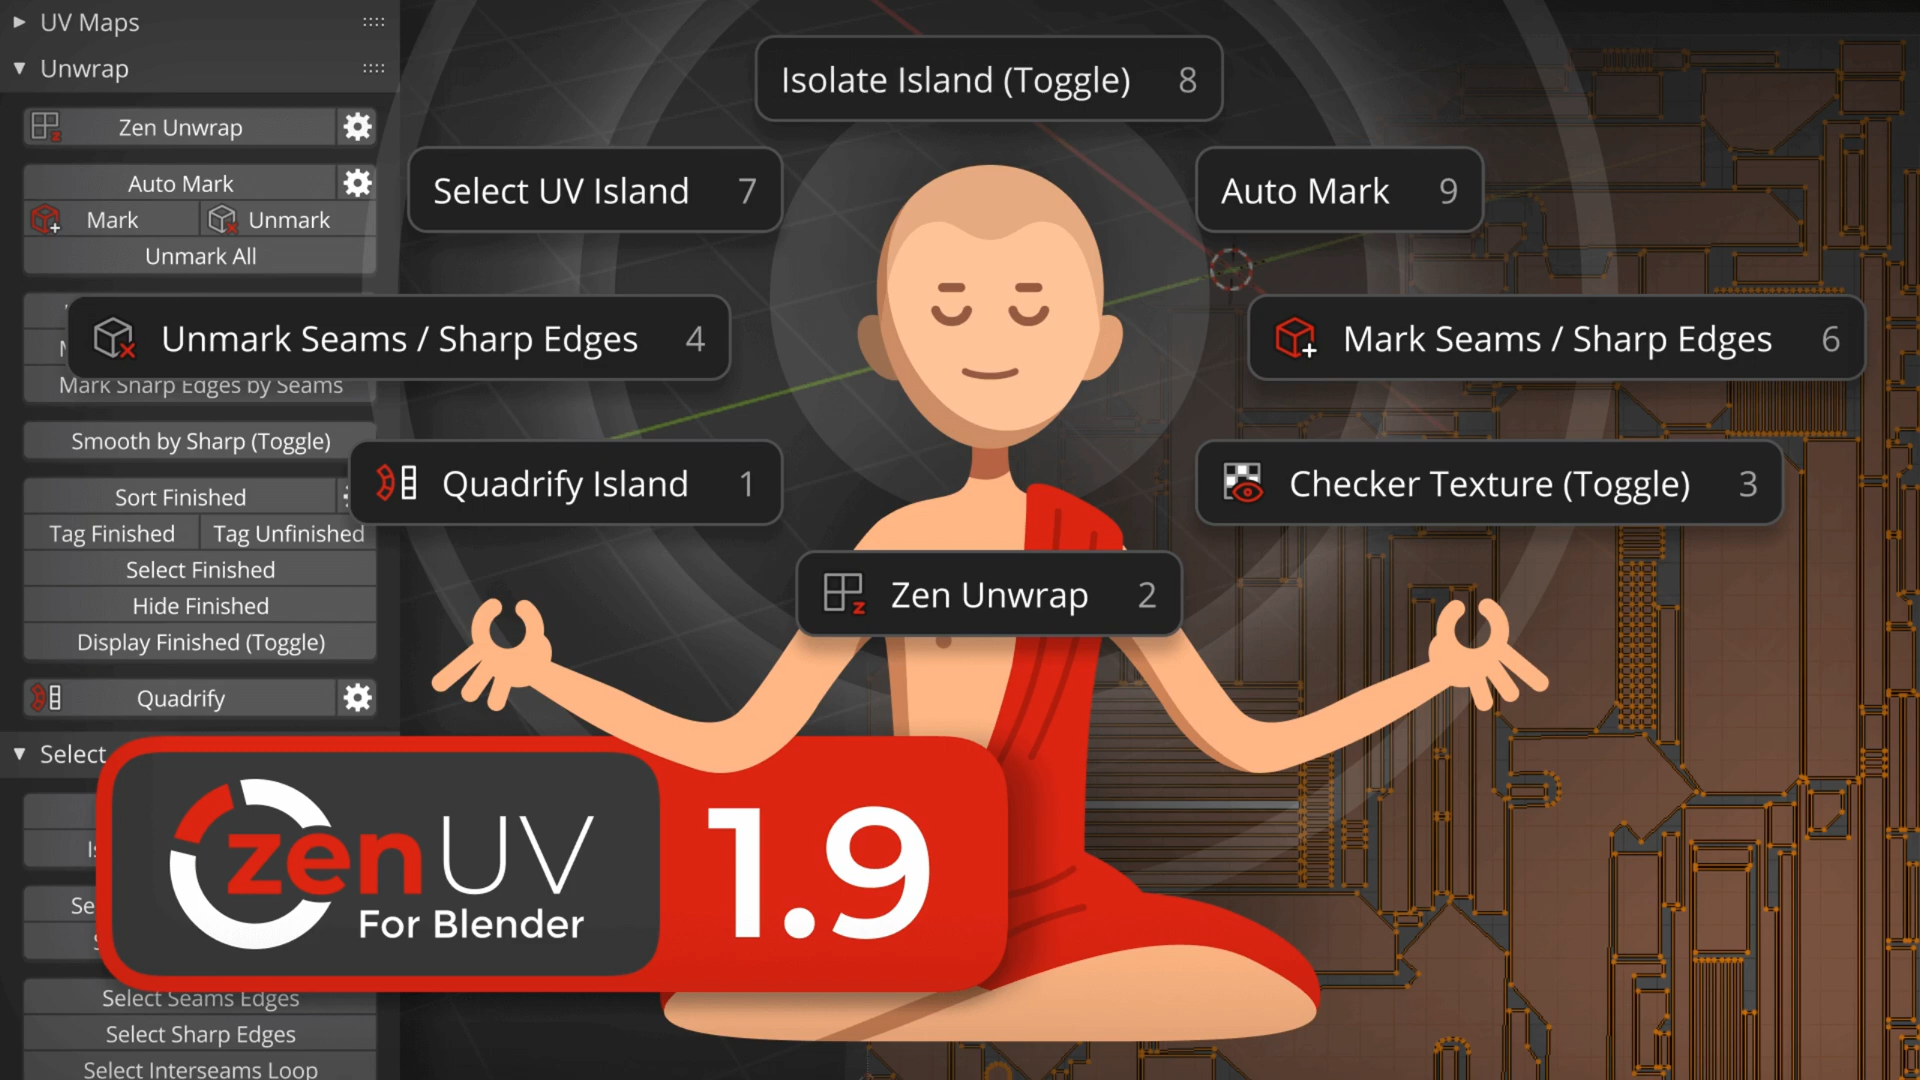 UV Maps
Unwrap
Zen Unwrap
Auto Mark
Mark
Unmark
Unmark All
Mark Sharp Edges by Seams
Smooth by Sharp (Toggle)
Sort Finished
Tag Finished
Tag Unfinished
Select Finished
Hide Finished
Display Finished (Toggle)
Quadrify
Select
Select Seams Edges
Select Sharp Edges
Select Interseams Loop
Isolate Island (Toggle) 8
Select UV Island 7
Auto Mark 9
Unmark Seams / Sharp Edges 4
Mark Seams / Sharp Edges 6
Quadrify Island 1
Checker Texture (Toggle) 3
Zen Unwrap 2
zen UV
For Blender
1.9